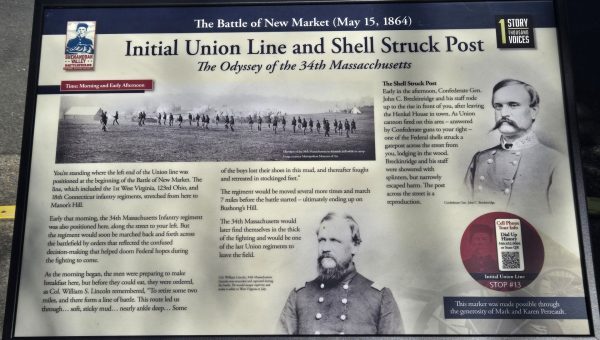 The Battle of New Market (May 15, 1864)
Initial Union Line and Shell Struck Post
The Odyssey of the 34th Massachusetts
SHENANDOAH
VALLEY
BATTLEFIELDS
1 STORY
THOUSAND
VOICES
Time: Morning and Early Afternoon
You're standing where the left end of the Union line was
positioned at the beginning of the Battle of New Market. The
line, which included the 1st West Virginia, 123rd Ohio, and
18th Connecticut infantry regiments, stretched from here to
Manor's Hill.
Early that morning, the 34th Massachusetts Infantry regiment
was also positioned here, along the street to your left. But
the regiment would soon be marched back and forth across
the battlefield by orders that reflected the confused
decision-making that helped doom Federal hopes during
the fighting to come.
As the morning began, the men were preparing to make
breakfast here, but before they could eat, they were ordered,
as Col. William S. Lincoln remembered, "To retire some two
miles, and there form a line of battle. This route led us
through… soft, sticky mud… nearly ankle deep… Some
of the boys lost their shoes in this mud, and thereafter fought
and retreated in stockinged feet."
The regiment would be moved several more times and march
7 miles before the battle started – ultimately ending up on
Bushong's Hill.
The 34th Massachusetts would
later find themselves in the thick
of the fighting and would be one
of the last Union regiments to
leave the field.
The Shell Struck Post
Early in the afternoon, Confederate Gen.
John C. Breckinridge and his staff rode
up to the rise in front of you, after leaving
the Henkel House in town. As Union
cannon fired on this area – answered
by Confederate guns to your right –
one of the Federal shells struck a
gatepost across the street from
you, lodging in the wood.
Breckinridge and his staff
were showered with
splinters, but narrowly
escaped harm. The post
across the street is a
reproduction.
Confederate Gen. John C. Breckinridge
Cell Phone
Tour Info
Dial Up
History
Initial Union Line
STOP #13
This marker was made possible through
the generosity of Mark and Karen Perreault.